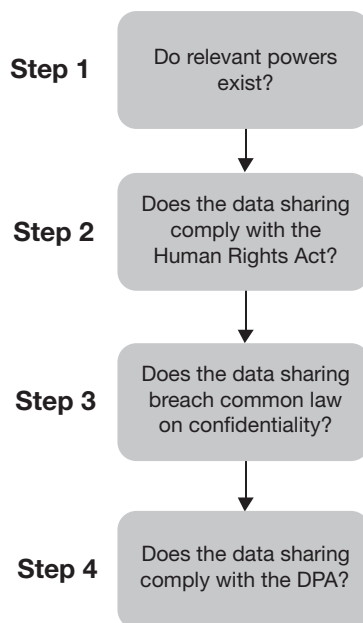 Step 1
Do relevant powers
exist?
Step 2
Does the data sharing
comply with the
Human Rights Act?
Step 3
Does the data sharing
breach common law
on confidentiality?
Step 4
Does the data sharing
comply with the DPA?